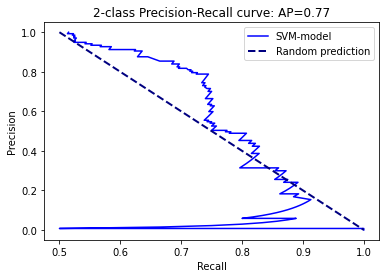 2-class Precision-Recall curve: AP=0.77
SVM-model
Random prediction
Precision
1.0
0.8
0.6
0.4
0.2
0.0
0.5 0.6 0.7 0.8 0.9 1.0
Recall